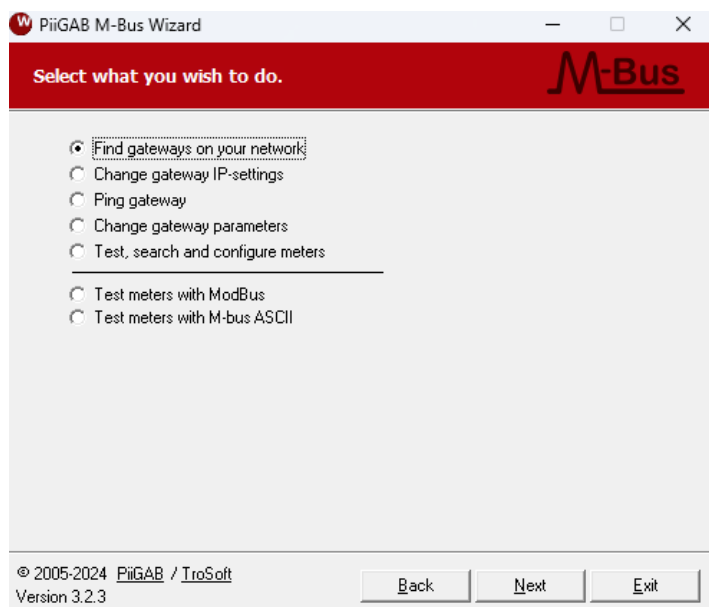 PiiGAB M-Bus Wizard
Select what you wish to do.
M-Bus
Find gateways on your network
Change gateway IP-settings
Ping gateway
Change gateway parameters
Test, search and configure meters
Test meters with ModBus
Test meters with M-bus ASCII
© 2005-2024 PiiGAB / TroSoft
Version 3.2.3
Back Next Exit